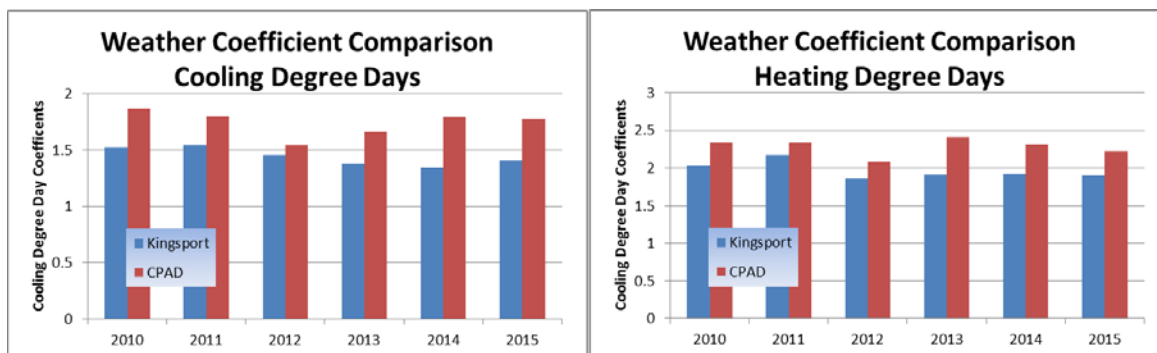 Weather Coefficient Comparison
Cooling Degree Days
Cooling Degree Day Coefficents
2
1.5
1
0.5
0
Kingsport
CPAD
2010 2011 2012 2013 2014 2015
Weather Coefficient Comparison
Heating Degree Days
Cooling Degree Day Coefficents
3
2.5
2
1.5
1
0.5
0
Kingsport
CPAD
2010 2011 2012 2013 2014 2015